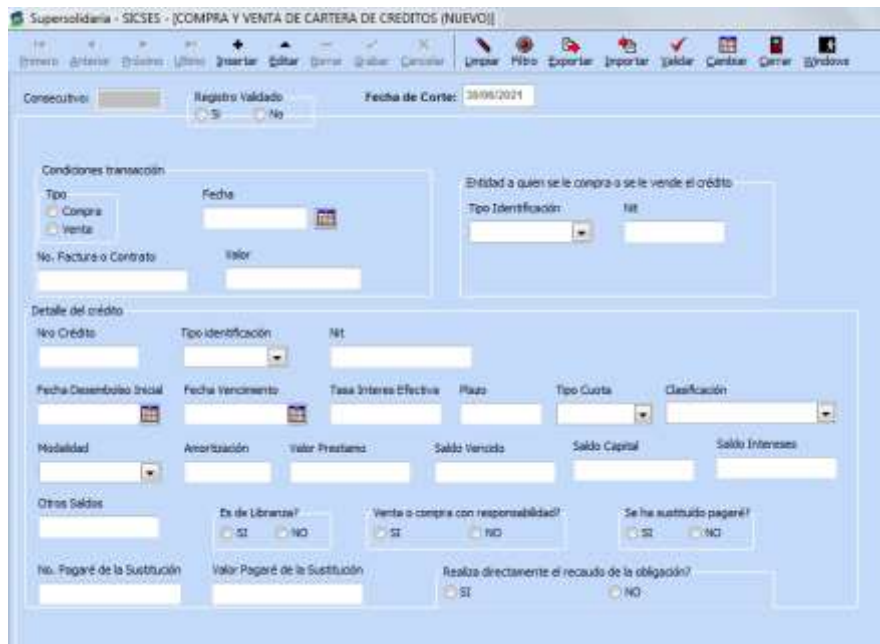 Supersolidaria - SICSES - [COMPRA Y VENTA DE CARTERA DE CREDITOS (NUEVO)]
Primero Anterior Próximo Ultimo Insertar Editar Borrar Grabar Cancelar Limpiar Filtro Exportar Importar Validar Cambiar Cerrar Windows
Consecutivo: Registro Validado Fecha de Corte: 30/06/2021
Si No
Condiciones transacción
Entidad a quien se le compra o se le vende el crédito
Tipo Fecha Tipo Identificación Nit
Compra
Venta
No. Factura o Contrato Valor
Detalle del crédito
Nro Crédito Tipo identificación Nit
Fecha Desembolso Inicial Fecha Vencimiento Tasa Interes Efectiva Plazo Tipo Cuota Clasificación
Modalidad Amortización Valor Prestamo Saldo Vencido Saldo Capital Saldo Intereses
Otros Saldos Es de Libranza? Venta o compra con responsabilidad? Se ha sustituido pagaré?
SI NO SI NO SI NO
No. Pagaré de la Sustitución Valor Pagaré de la Sustitución Realiza directamente el recaudo de la obligación?
SI NO